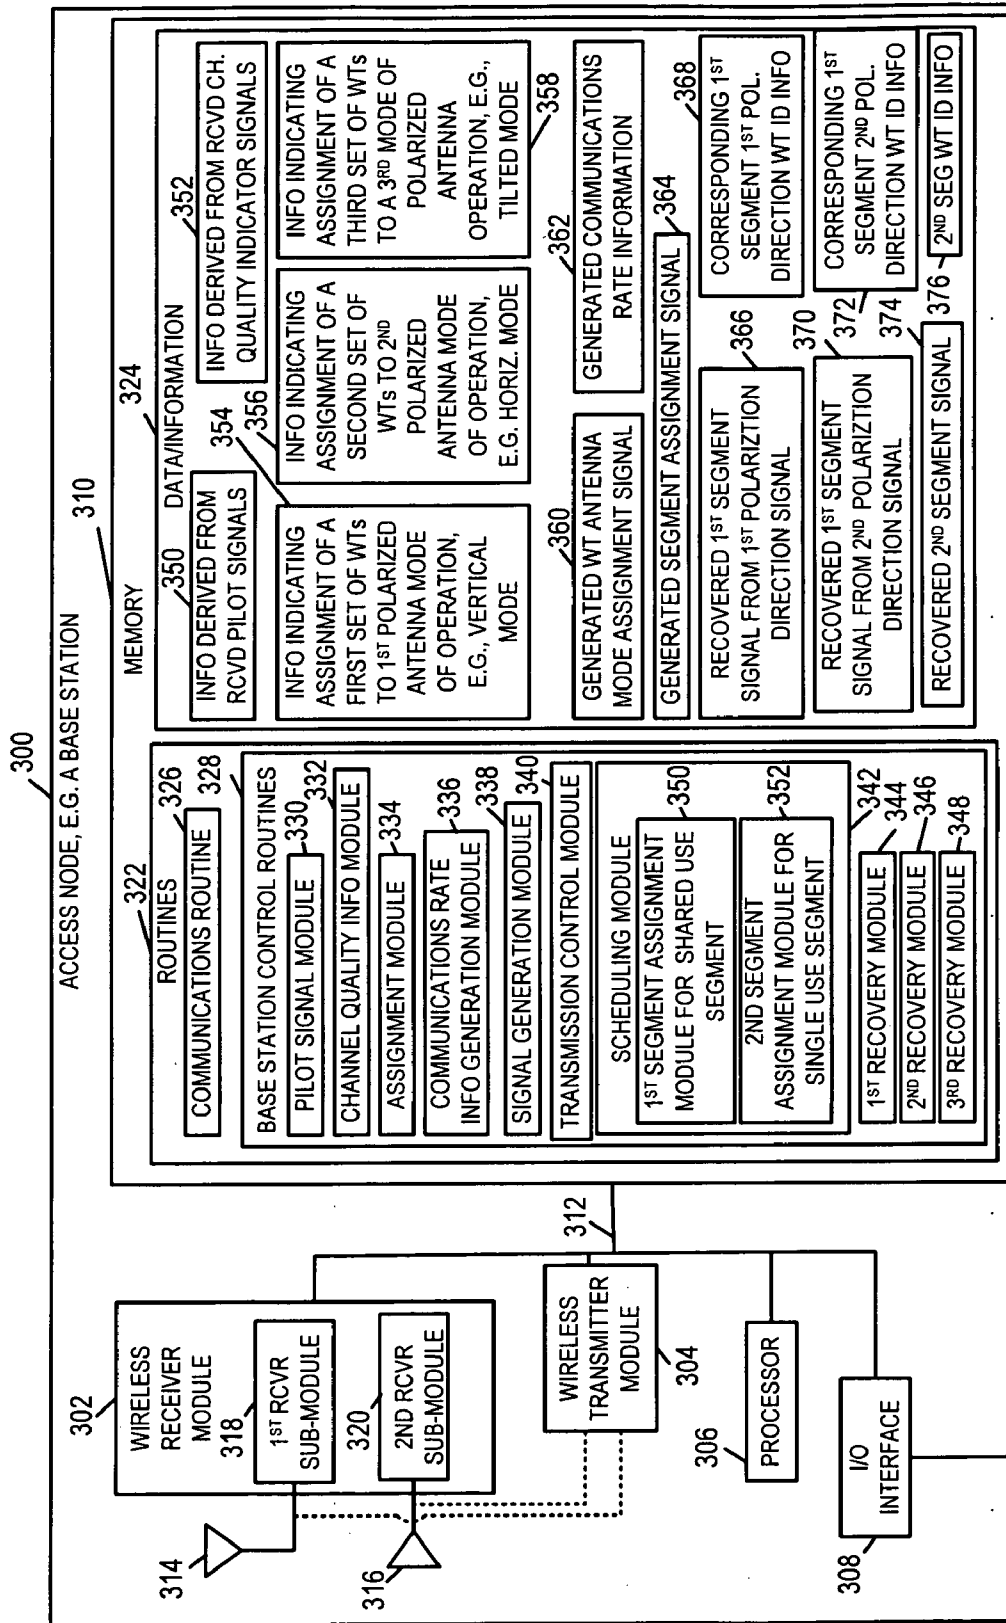 300
ACCESS NODE, E.G. A BASE STATION
302
WIRELESS
RECEIVER
MODULE
318
1ST RCVR
SUB-MODULE
320
2ND RCVR
SUB-MODULE
314
316
WIRELESS
TRANSMITTER
MODULE
304
306
PROCESSOR
308
I/O
INTERFACE
312
310
MEMORY
322
ROUTINES
326
COMMUNICATIONS ROUTINE
328
BASE STATION CONTROL ROUTINES
330
PILOT SIGNAL MODULE
332
CHANNEL QUALITY INFO MODULE
334
ASSIGNMENT MODULE
336
COMMUNICATIONS RATE
INFO GENERATION MODULE
338
SIGNAL GENERATION MODULE
340
TRANSMISSION CONTROL MODULE
SCHEDULING MODULE
350
1ST SEGMENT ASSIGNMENT
MODULE FOR SHARED USE
SEGMENT
352
2ND SEGMENT
ASSIGNMENT MODULE FOR
SINGLE USE SEGMENT
342
344
1ST RECOVERY MODULE
346
2ND RECOVERY MODULE
348
3RD RECOVERY MODULE
324
DATA/INFORMATION
350
INFO DERIVED FROM
RCVD PILOT SIGNALS
352
INFO DERIVED FROM RCVD CH.
QUALITY INDICATOR SIGNALS
354
INFO INDICATING
ASSIGNMENT OF A
FIRST SET OF WTs
TO 1ST POLARIZED
ANTENNA MODE
OF OPERATION,
E.G., VERTICAL
MODE
356
INFO INDICATING
ASSIGNMENT OF A
SECOND SET OF
WTs TO 2ND
POLARIZED
ANTENNA MODE
OF OPERATION,
E.G. HORIZ. MODE
INFO INDICATING
ASSIGNMENT OF A
THIRD SET OF WTs
TO A 3RD MODE OF
POLARIZED
ANTENNA
OPERATION, E.G.,
TILTED MODE
358
360
GENERATED WT ANTENNA
MODE ASSIGNMENT SIGNAL
362
GENERATED COMMUNICATIONS
RATE INFORMATION
GENERATED SEGMENT ASSIGNMENT SIGNAL
364
366
RECOVERED 1ST SEGMENT
SIGNAL FROM 1ST POLARIZTION
DIRECTION SIGNAL
368
CORRESPONDING 1ST
SEGMENT 1ST POL.
DIRECTION WT ID INFO
370
RECOVERED 1ST SEGMENT
SIGNAL FROM 2ND POLARIZTION
DIRECTION SIGNAL
372
CORRESPONDING 1ST
SEGMENT 2ND POL.
DIRECTION WT ID INFO
374
RECOVERED 2ND SEGMENT SIGNAL
376
2ND SEG WT ID INFO